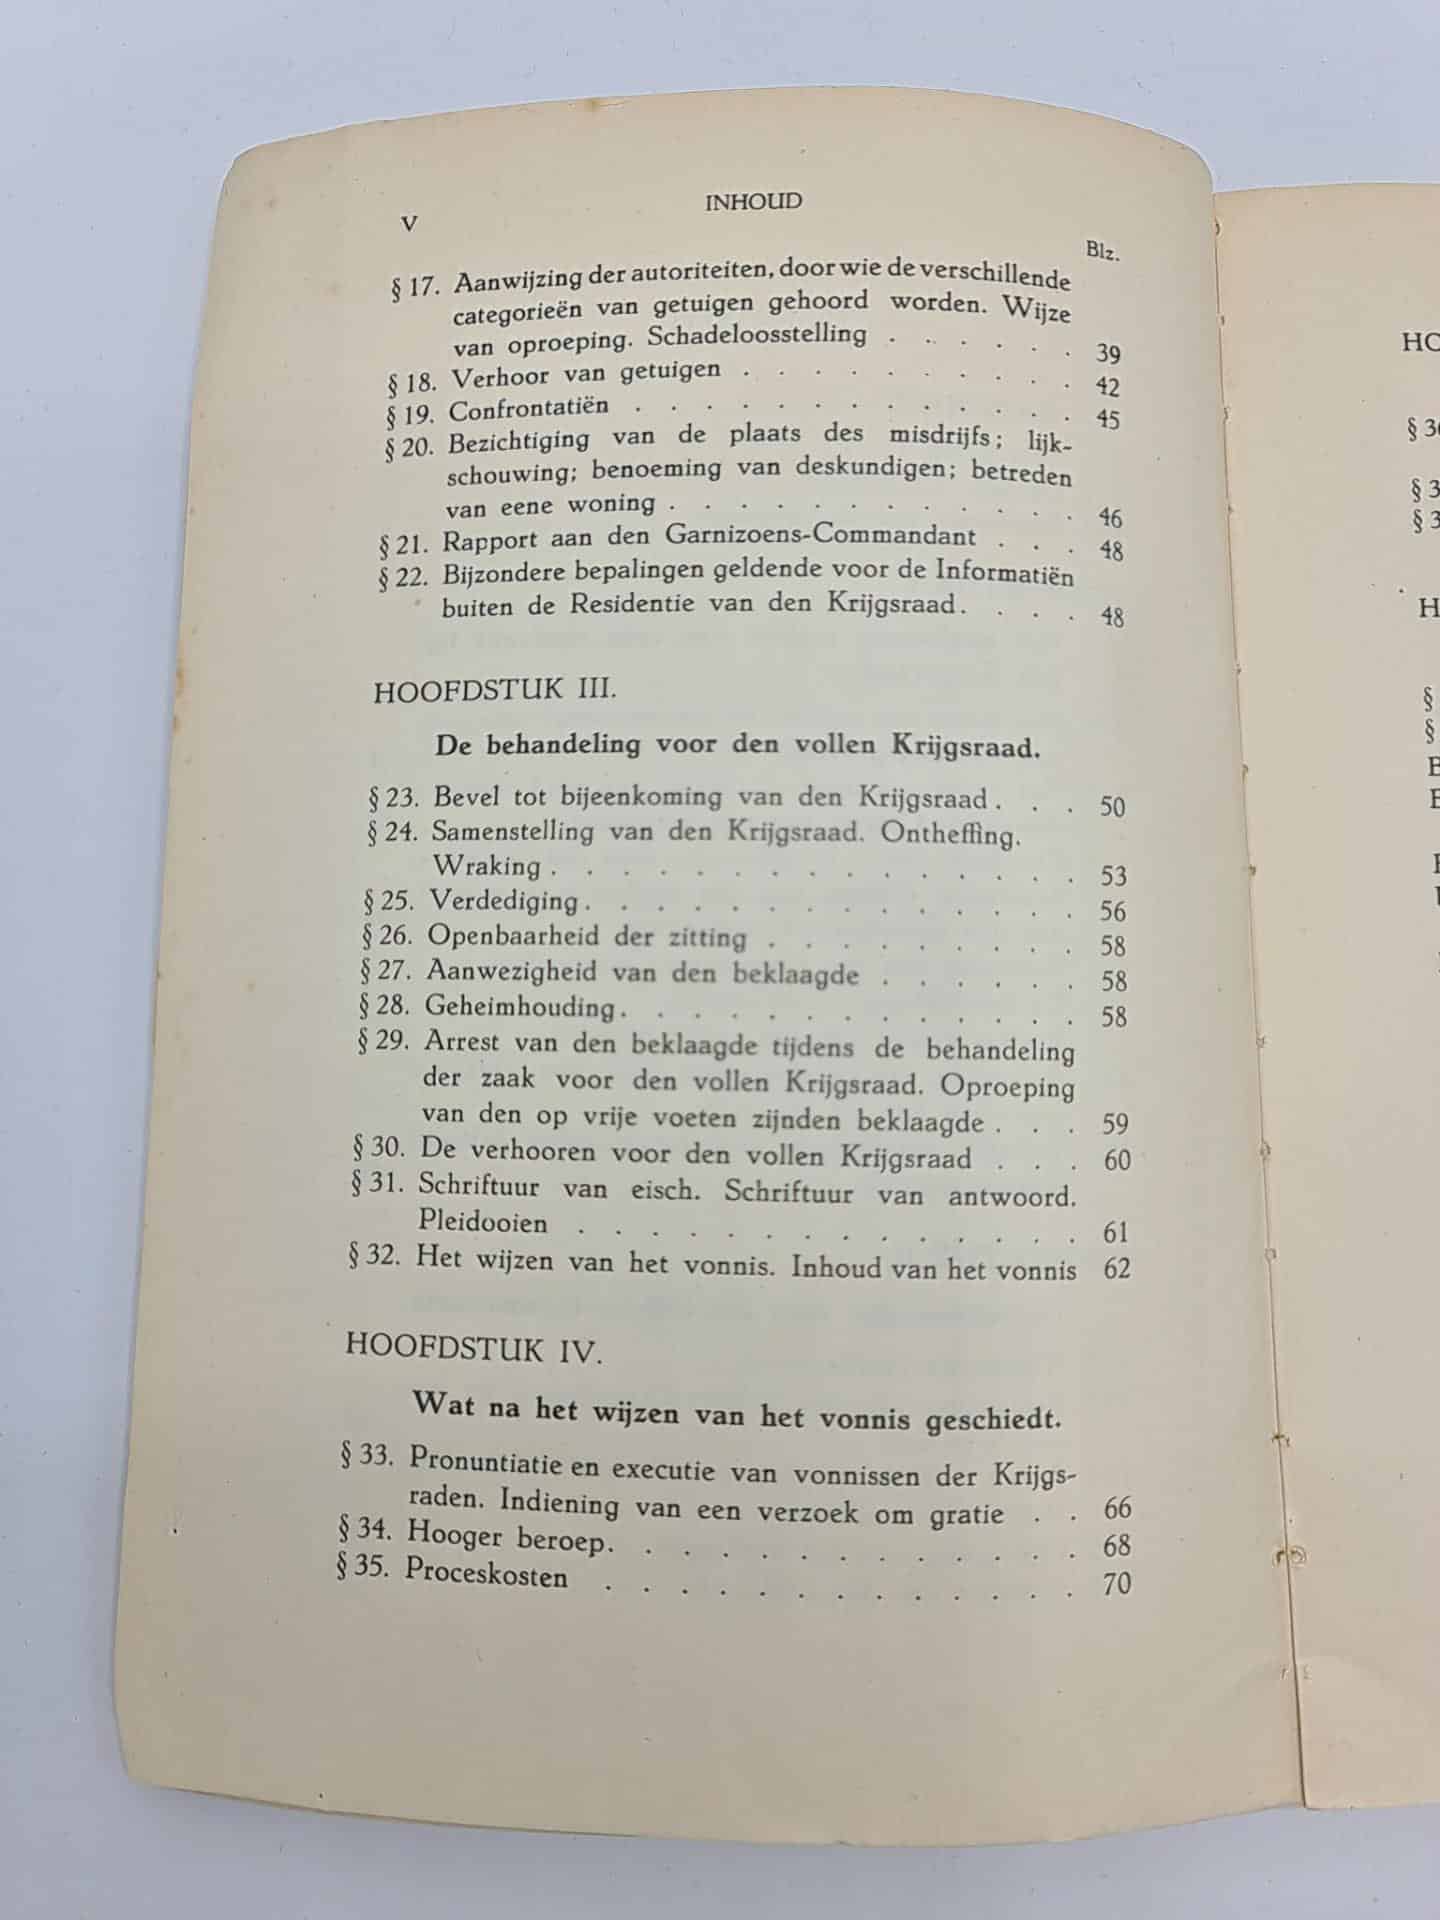 V
INHOUD
Blz.
§ 17. Aanwijzing der autoriteiten, door wie de verschillende
categorieën van getuigen gehoord worden. Wijze
van oproeping. Schadeloosstelling . . . . . . 39
§ 18. Verhoor van getuigen . . . . . . . . . . 42
§ 19. Confrontatiën . . . . . . . . . . . . . 45
§ 20. Bezichtiging van de plaats des misdrijfs; lijk-
schouwing; benoeming van deskundigen; betreden
van eene woning . . . . . . . . . . . . 46
§ 21. Rapport aan den Garnizoens-Commandant . . . 48
§ 22. Bijzondere bepalingen geldende voor de Informatiën
buiten de Residentie van den Krijgsraad . . . . 48
HOOFDSTUK III.
De behandeling voor den vollen Krijgsraad.
§ 23. Bevel tot bijeenkoming van den Krijgsraad . . . 50
§ 24. Samenstelling van den Krijgsraad. Ontheffing.
Wraking . . . . . . . . . . . . . . . 53
§ 25. Verdediging . . . . . . . . . . . . . . 56
§ 26. Openbaarheid der zitting . . . . . . . . . 58
§ 27. Aanwezigheid van den beklaagde . . . . . . 58
§ 28. Geheimhouding . . . . . . . . . . . . . 58
§ 29. Arrest van den beklaagde tijdens de behandeling
der zaak voor den vollen Krijgsraad. Oproeping
van den op vrije voeten zijnden beklaagde . . . 59
§ 30. De verhooren voor den vollen Krijgsraad . . . 60
§ 31. Schriftuur van eisch. Schriftuur van antwoord.
Pleidooien . . . . . . . . . . . . . . 61
§ 32. Het wijzen van het vonnis. Inhoud van het vonnis 62
HOOFDSTUK IV.
Wat na het wijzen van het vonnis geschiedt.
§ 33. Pronuntiatie en executie van vonnissen der Krijgs-
raden. Indiening van een verzoek om gratie . . 66
§ 34. Hooger beroep . . . . . . . . . . . . . 68
§ 35. Proceskosten . . . . . . . . . . . . . 70
HO
§ 3
§ 3
§ 3
H
§
§